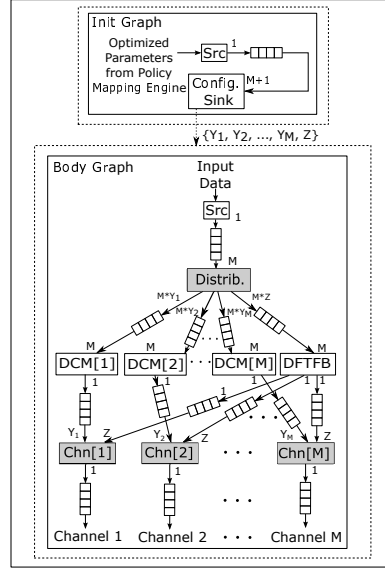 Init Graph
Optimized
Parameters
from Policy
Mapping Engine
Src
1
M+1
Config.
Sink
{Y1, Y2, ..., YM, Z}
Body Graph
Input
Data
Src
1
M
Distrib.
M*Y1 M*Y2 M*YM M*Z
M M M M
DCM[1] DCM[2] ... DCM[M] DFTFB
1 1 1 1 1 1
...
Y1 Z Y2 Z YM Z
Chn[1] Chn[2] ... Chn[M]
1 1 1
...
Channel 1 Channel 2 ... Channel M